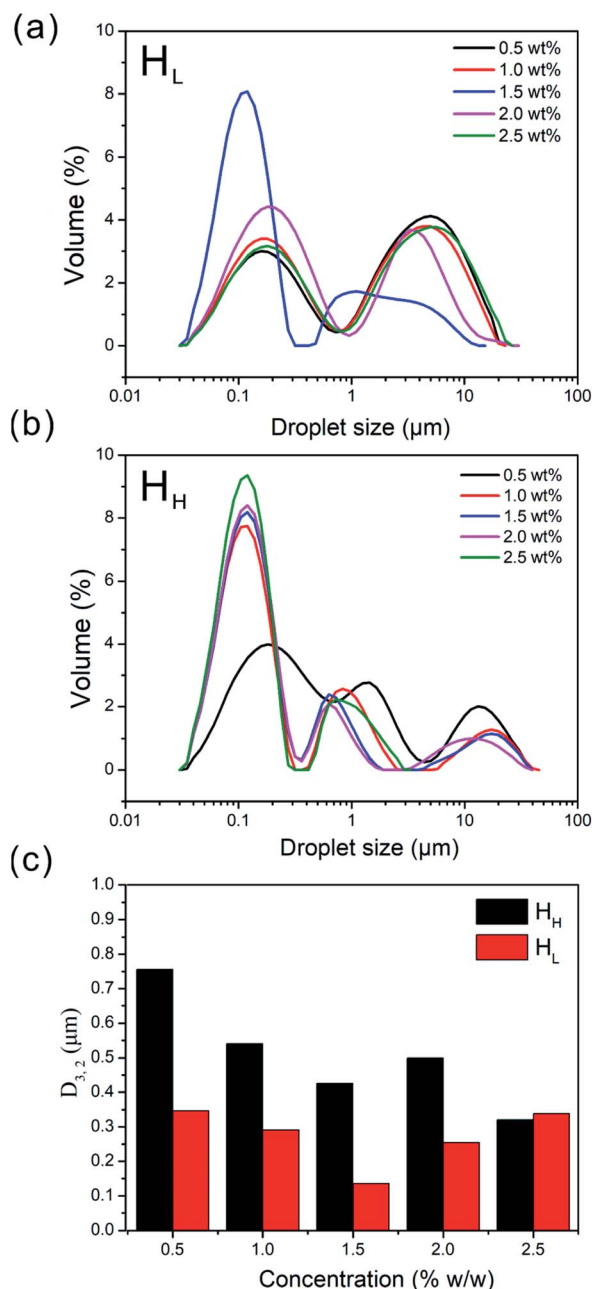 (a)
H_L
0.5 wt%
1.0 wt%
1.5 wt%
2.0 wt%
2.5 wt%
Volume (%)
10
8
6
4
2
0
0.01 0.1 1 10 100
Droplet size (µm)
(b)
H_H
0.5 wt%
1.0 wt%
1.5 wt%
2.0 wt%
2.5 wt%
Volume (%)
10
8
6
4
2
0
0.01 0.1 1 10 100
Droplet size (µm)
(c)
H_H
H_L
D_3, 2 (µm)
1.0
0.9
0.8
0.7
0.6
0.5
0.4
0.3
0.2
0.1
0.0
0.5 1.0 1.5 2.0 2.5
Concentration (% w/w)